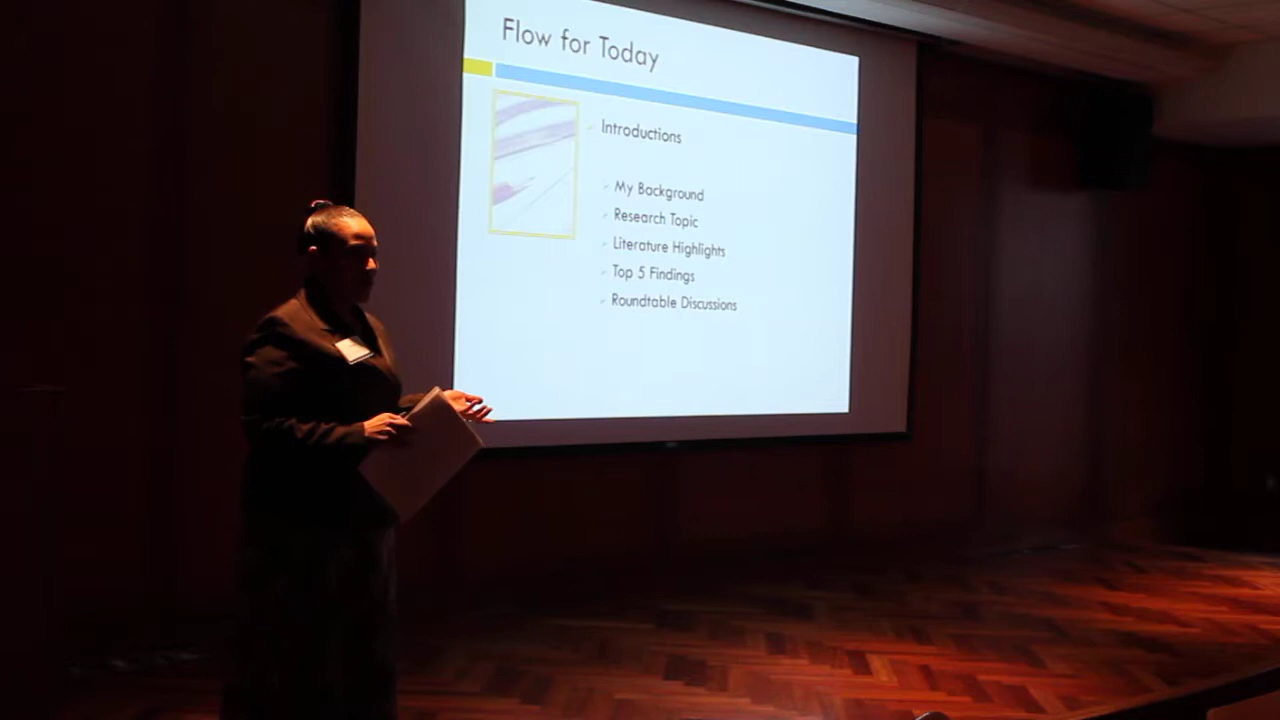 Flow for Today
Introductions
My Background
Research Topic
Literature Highlights
Top 5 Findings
Roundtable Discussions